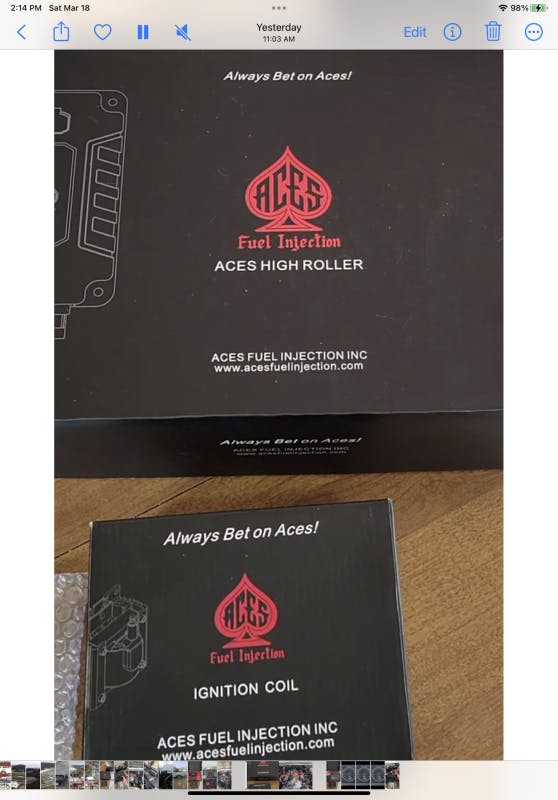 2:14 PM Sat Mar 18
98%
Yesterday
11:03 AM
Edit
Always Bet on Aces!
ACES
Fuel Injection
ACES HIGH ROLLER
ACES FUEL INJECTION INC
www.acesfuelinjection.com
Always Bet on Aces!
ACES FUEL INJECTION INC
www.acesfuelinjection.com
Always Bet on Aces!
ACES
Fuel Injection
IGNITION COIL
ACES FUEL INJECTION INC
www.acesfuelinjection.com